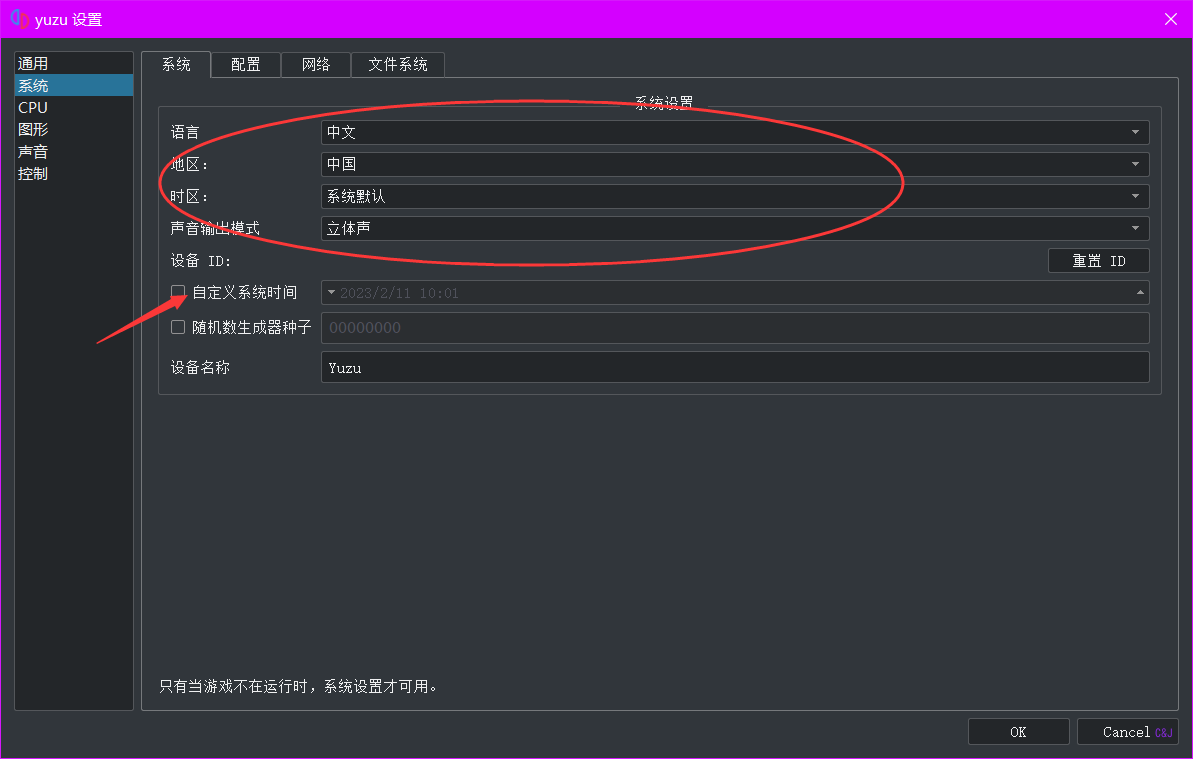 yuzu 设置
通用
系统
CPU
图形
声音
控制
系统 配置 网络 文件系统
系统设置
语言 中文
地区: 中国
时区: 系统默认
声音输出模式 立体声
设备 ID: 重置 ID
自定义系统时间 2023/2/11 10:01
随机数生成器种子 00000000
设备名称 Yuzu
只有当游戏不在运行时，系统设置才可用。
OK Cancel C&J